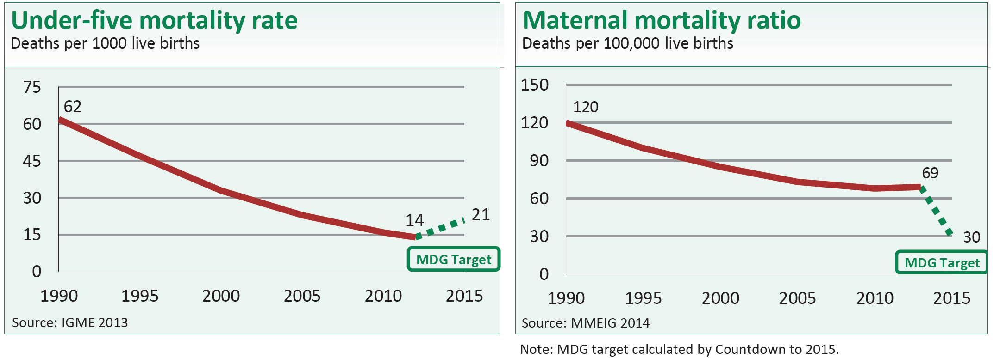 Under-five mortality rate
Deaths per 1000 live births
75
60
45
30
15
0
62
14
21
MDG Target
1990 1995 2000 2005 2010 2015
Source: IGME 2013
Maternal mortality ratio
Deaths per 100,000 live births
150
120
90
60
30
0
120
69
30
MDG Target
1990 1995 2000 2005 2010 2015
Source: MMEIG 2014
Note: MDG target calculated by Countdown to 2015.